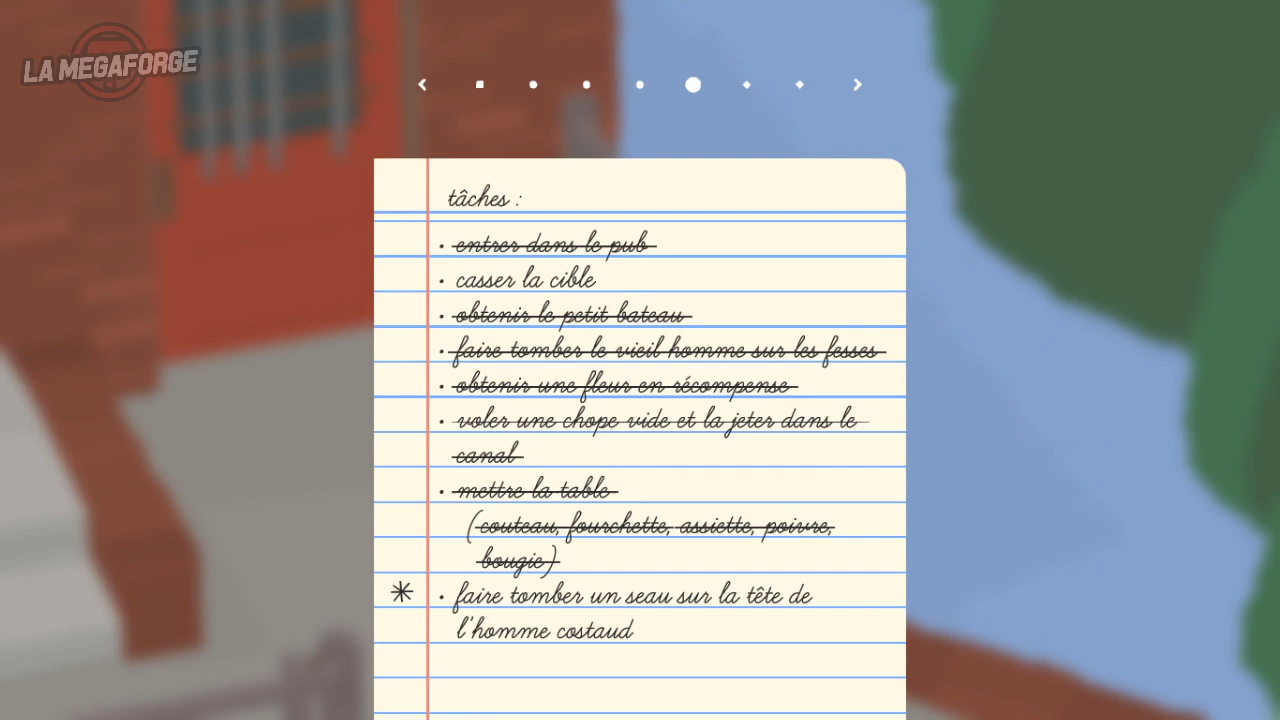 LA MEGAFORGE
tâches :
• entrer dans le pub
• casser la cible
• obtenir le petit bateau
• faire tomber le vieil homme sur les fesses
• obtenir une fleur en récompense
• voler une chope vide et la jeter dans le
canal
• mettre la table
(couteau, fourchette, assiette, poivre,
bougie)
• faire tomber un seau sur la tête de
l'homme costaud